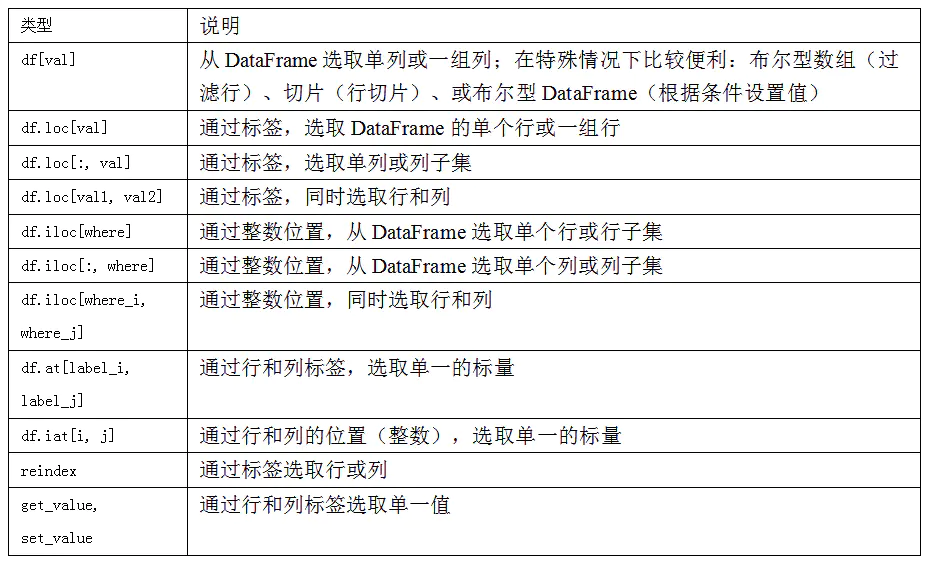 类型 说明
df[val] 从 DataFrame 选取单列或一组列；在特殊情况下比较便利：布尔型数组（过
滤行）、切片（行切片）、或布尔型 DataFrame（根据条件设置值）
df.loc[val] 通过标签，选取 DataFrame 的单个行或一组行
df.loc[:, val] 通过标签，选取单列或列子集
df.loc[val1, val2] 通过标签，同时选取行和列
df.iloc[where] 通过整数位置，从 DataFrame 选取单个行或行子集
df.iloc[:, where] 通过整数位置，从 DataFrame 选取单个列或列子集
df.iloc[where_i, 通过整数位置，同时选取行和列
where_j]
df.at[label_i, 通过行和列标签，选取单一的标量
label_j]
df.iat[i, j] 通过行和列的位置（整数），选取单一的标量
reindex 通过标签选取行或列
get_value, 通过行和列标签选取单一值
set_value